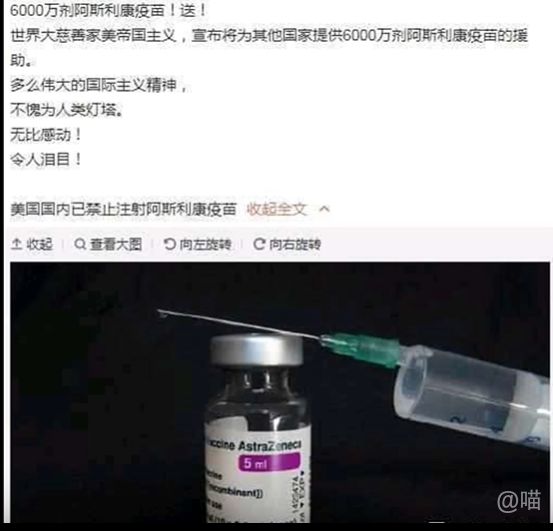 6000万剂阿斯利康疫苗！送！
世界大慈善家美帝国主义，宣布将为其他国家提供6000万剂阿斯利康疫苗的援
助。
多么伟大的国际主义精神，
不愧为人类灯塔。
无比感动！
令人泪目！
美国国内已禁止注射阿斯利康疫苗 收起全文
收起 查看大图 向左旋转 向右旋转
accine AstraZeneca
5 ml
ecombinant])
EXP
@喵